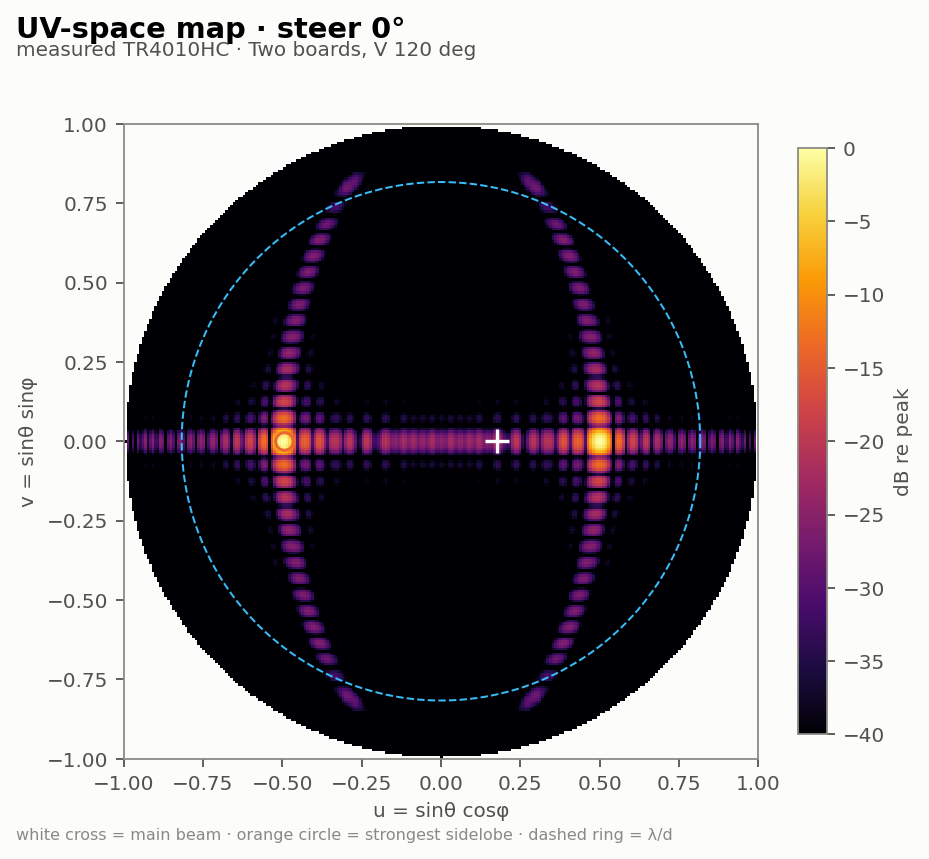 UV-space map · steer 0°
measured TR4010HC · Two boards, V 120 deg
1.00
0.75
0.50
0.25
0.00
−0.25
−0.50
−0.75
−1.00
v = sinθ sinφ
−1.00 −0.75 −0.50 −0.25 0.00 0.25 0.50 0.75 1.00
u = sinθ cosφ
0
−5
−10
−15
−20
−25
−30
−35
−40
dB re peak
white cross = main beam · orange circle = strongest sidelobe · dashed ring = λ/d